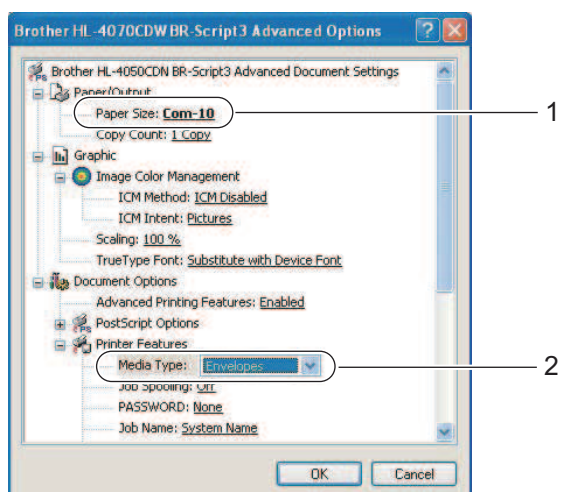 Brother HL-4070CDW BR-Script3 Advanced Options
Brother HL-4050CDN BR-Script3 Advanced Document Settings
Paper/Output
Paper Size: Com-10
1
Copy Count: 1 Copy
Graphic
Image Color Management
ICM Method: ICM Disabled
ICM Intent: Pictures
Scaling: 100 %
TrueType Font: Substitute with Device Font
Document Options
Advanced Printing Features: Enabled
PostScript Options
Printer Features
Media Type: Envelopes
2
Job Spooling: Off
PASSWORD: None
Job Name: System Name
OK Cancel